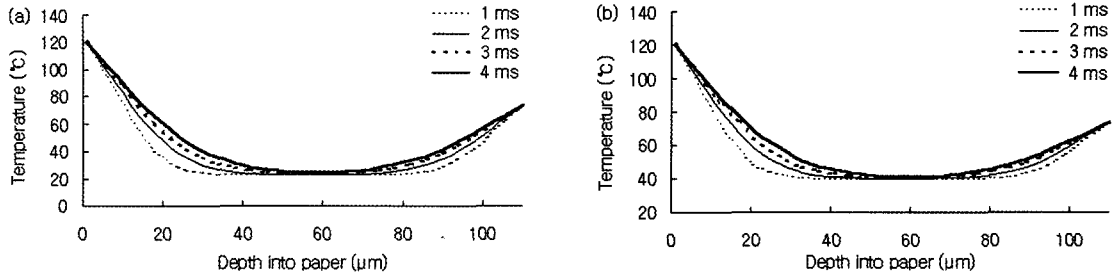 (a)
140
120
100
80
60
40
20
0
Temperature (℃)
0 20 40 60 80 100
Depth into paper (μm)
1 ms
2 ms
3 ms
4 ms
(b)
140
120
100
80
60
40
20
Temperature (℃)
0 20 40 60 80 100
Depth into paper (μm)
1 ms
2 ms
3 ms
4 ms